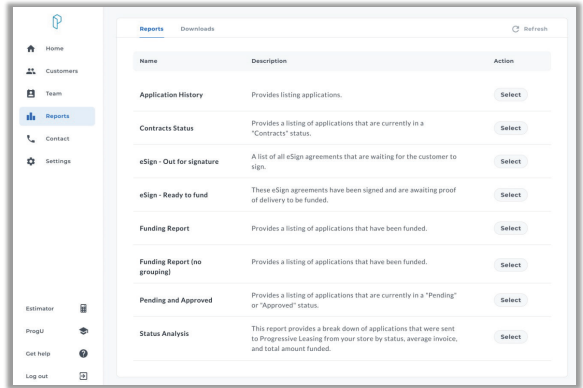 Home
Customers
Team
Reports
Contact
Settings
Estimator
ProgU
Get help
Log out
Reports Downloads Refresh
Name Description Action
Application History Provides listing applications. Select
Contracts Status Provides a listing of applications that are currently in a
"Contracts" status. Select
eSign - Out for signature A list of all eSign agreements that are waiting for the customer to
sign. Select
eSign - Ready to fund These eSign agreements have been signed and are awaiting proof
of delivery to be funded. Select
Funding Report Provides a listing of applications that have been funded. Select
Funding Report (no
grouping) Provides a listing of applications that have been funded. Select
Pending and Approved Provides a listing of applications that are currently in a "Pending"
or "Approved" status. Select
Status Analysis This report provides a break down of applications that were sent
to Progressive Leasing from your store by status, average invoice,
and total amount funded. Select